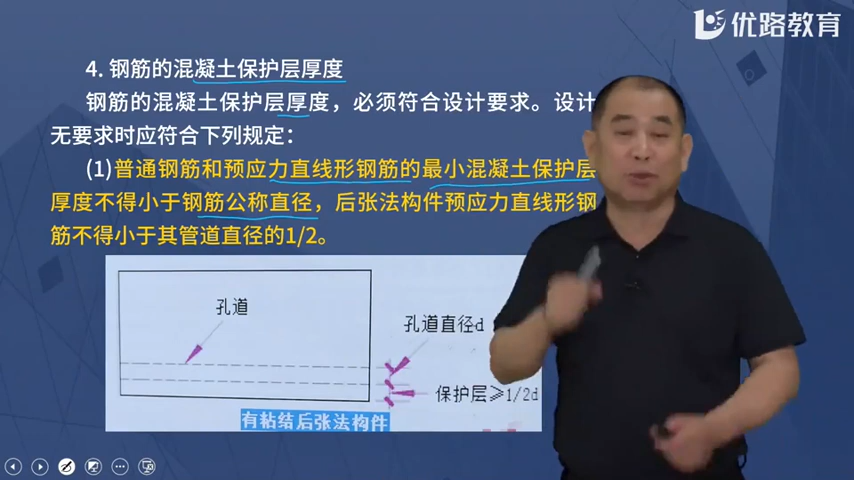 优路教育
4. 钢筋的混凝土保护层厚度
钢筋的混凝土保护层厚度，必须符合设计要求。设计
无要求时应符合下列规定：
(1)普通钢筋和预应力直线形钢筋的最小混凝土保护层
厚度不得小于钢筋公称直径，后张法构件预应力直线形钢
筋不得小于其管道直径的1/2。
孔道
孔道直径d
保护层≥1/2d
有粘结后张法构件